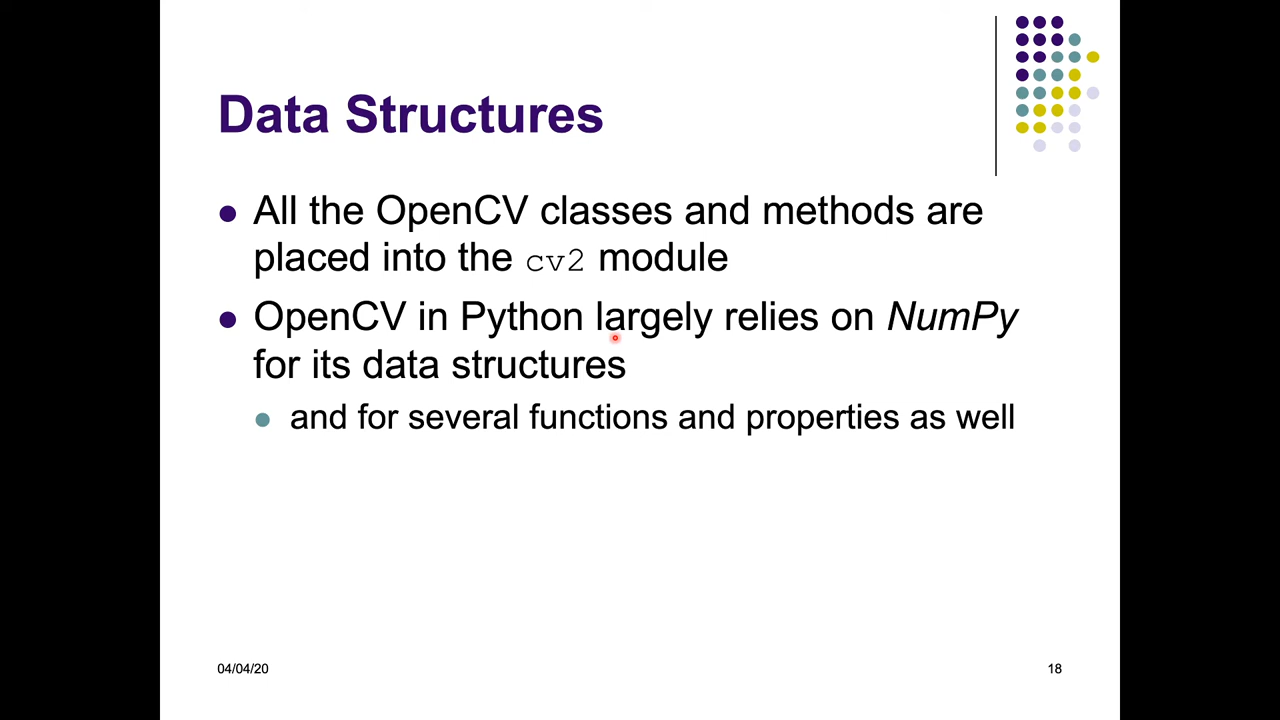 Data Structures
All the OpenCV classes and methods are
placed into the cv2 module
OpenCV in Python largely relies on NumPy
for its data structures
and for several functions and properties as well
04/04/20
18